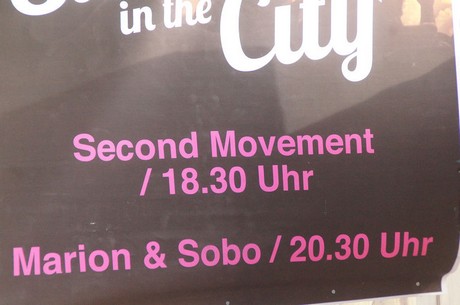 in the
City
Second Movement
/ 18.30 Uhr
Marion & Sobo / 20.30 Uhr